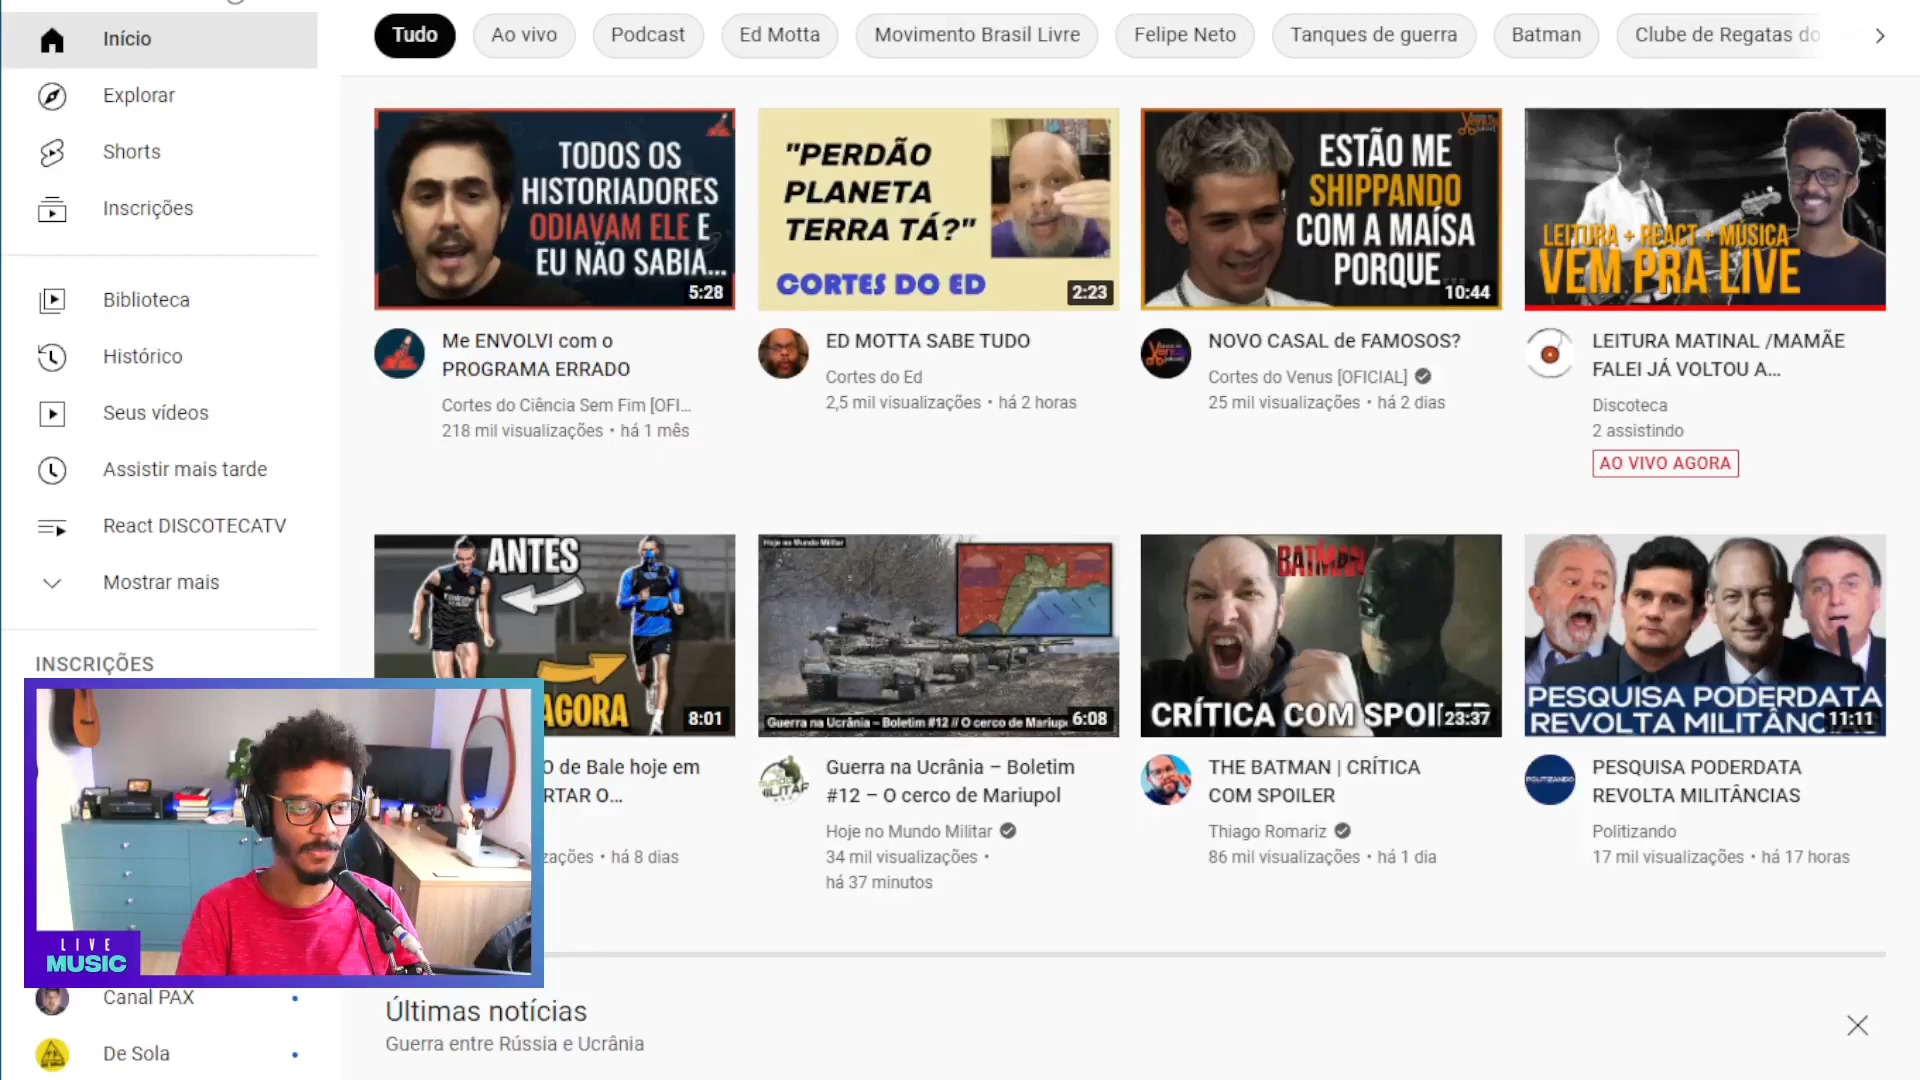 Início
Explorar
Shorts
Inscrições
Biblioteca
Histórico
Seus vídeos
Assistir mais tarde
React DISCOTECATV
Mostrar mais
INSCRIÇÕES
LIVE
MUSIC
Canal PAX
De Sola
Tudo
Ao vivo
Podcast
Ed Motta
Movimento Brasil Livre
Felipe Neto
Tanques de guerra
Batman
Clube de Regatas do
TODOS OS
HISTORIADORES
ODIAVAM ELE E
EU NÃO SABIA...
5:28
Me ENVOLVI com o
PROGRAMA ERRADO
Cortes do Ciência Sem Fim [OFI...
218 mil visualizações • há 1 mês
"PERDÃO
PLANETA
TERRA TÁ?"
CORTES DO ED
2:23
ED MOTTA SABE TUDO
Cortes do Ed
2,5 mil visualizações • há 2 horas
Venus
ESTÃO ME
SHIPPANDO
COM A MAÍSA
PORQUE
10:44
NOVO CASAL de FAMOSOS?
Cortes do Venus [OFICIAL]
25 mil visualizações • há 2 dias
LEITURA + REACT + MÚSICA
VEM PRA LIVE
LEITURA MATINAL /MAMÃE
FALEI JÁ VOLTOU A...
Discoteca
2 assistindo
AO VIVO AGORA
ANTES
AGORA
8:01
O de Bale hoje em
RTAR O...
zações • há 8 dias
Hoje no Mundo Militar
Guerra na Ucrânia – Boletim #12 // O cerco de Mariup
6:08
Guerra na Ucrânia – Boletim
#12 – O cerco de Mariupol
Hoje no Mundo Militar
34 mil visualizações •
há 37 minutos
BATMAN
CRÍTICA COM SPOILER
23:37
THE BATMAN | CRÍTICA
COM SPOILER
Thiago Romariz
86 mil visualizações • há 1 dia
PESQUISA PODERDATA
REVOLTA MILITÂNCIAS
11:11
POLITIZANDO
PESQUISA PODERDATA
REVOLTA MILITÂNCIAS
Politizando
17 mil visualizações • há 17 horas
Últimas notícias
Guerra entre Rússia e Ucrânia